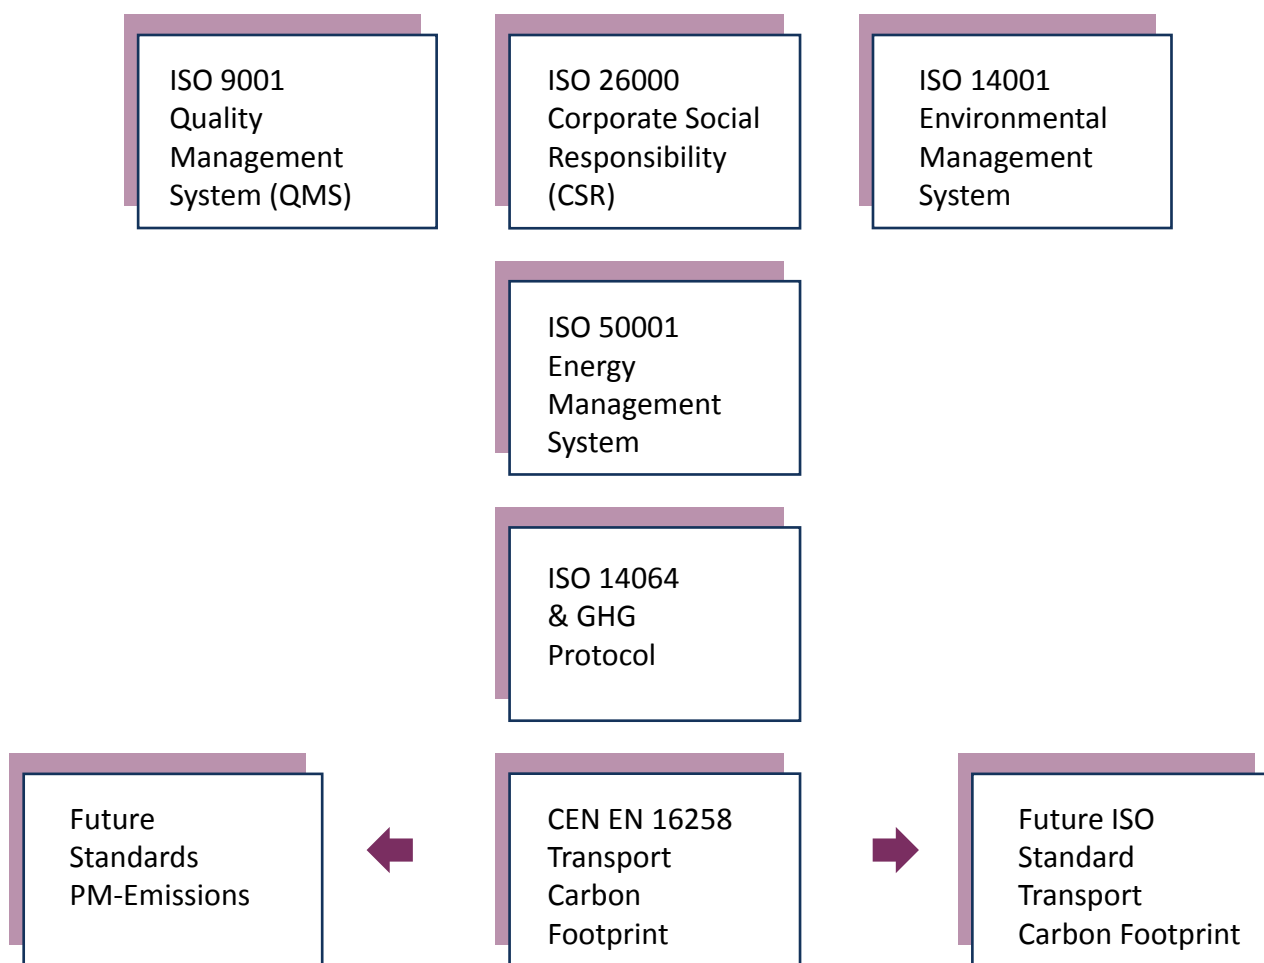 ISO 9001
Quality
Management
System (QMS)
ISO 26000
Corporate Social
Responsibility
(CSR)
ISO 14001
Environmental
Management
System
ISO 50001
Energy
Management
System
ISO 14064
& GHG
Protocol
Future
Standards
PM-Emissions
CEN EN 16258
Transport
Carbon
Footprint
Future ISO
Standard
Transport
Carbon Footprint